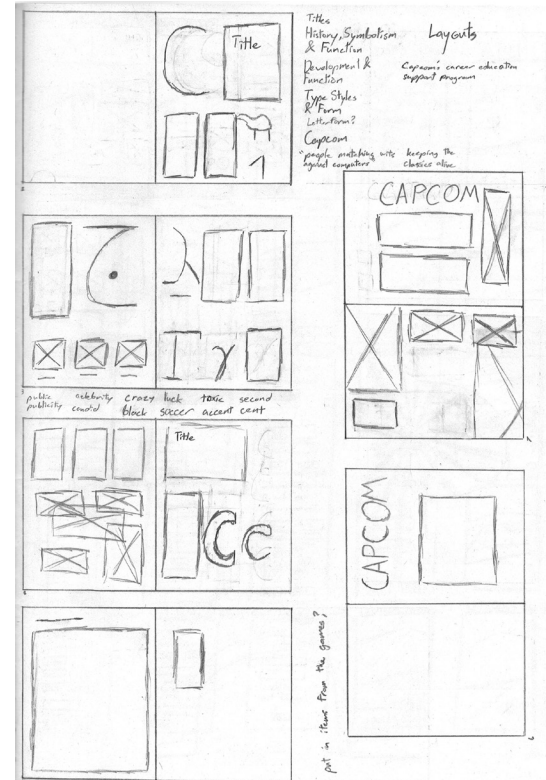 Title
Titles
History, Symbolism
& Function
Development &
Function
Type Styles
& Form
Letterform?
Capcom
"people matching wits
against computers"
keeping the
classics alive
Layouts
Capcom's career education
support program
CAPCOM
public celebrity crazy luck toxic second
publicity candid block soccer accent cent
Title
Cc
CAPCOM
put in items from the games?